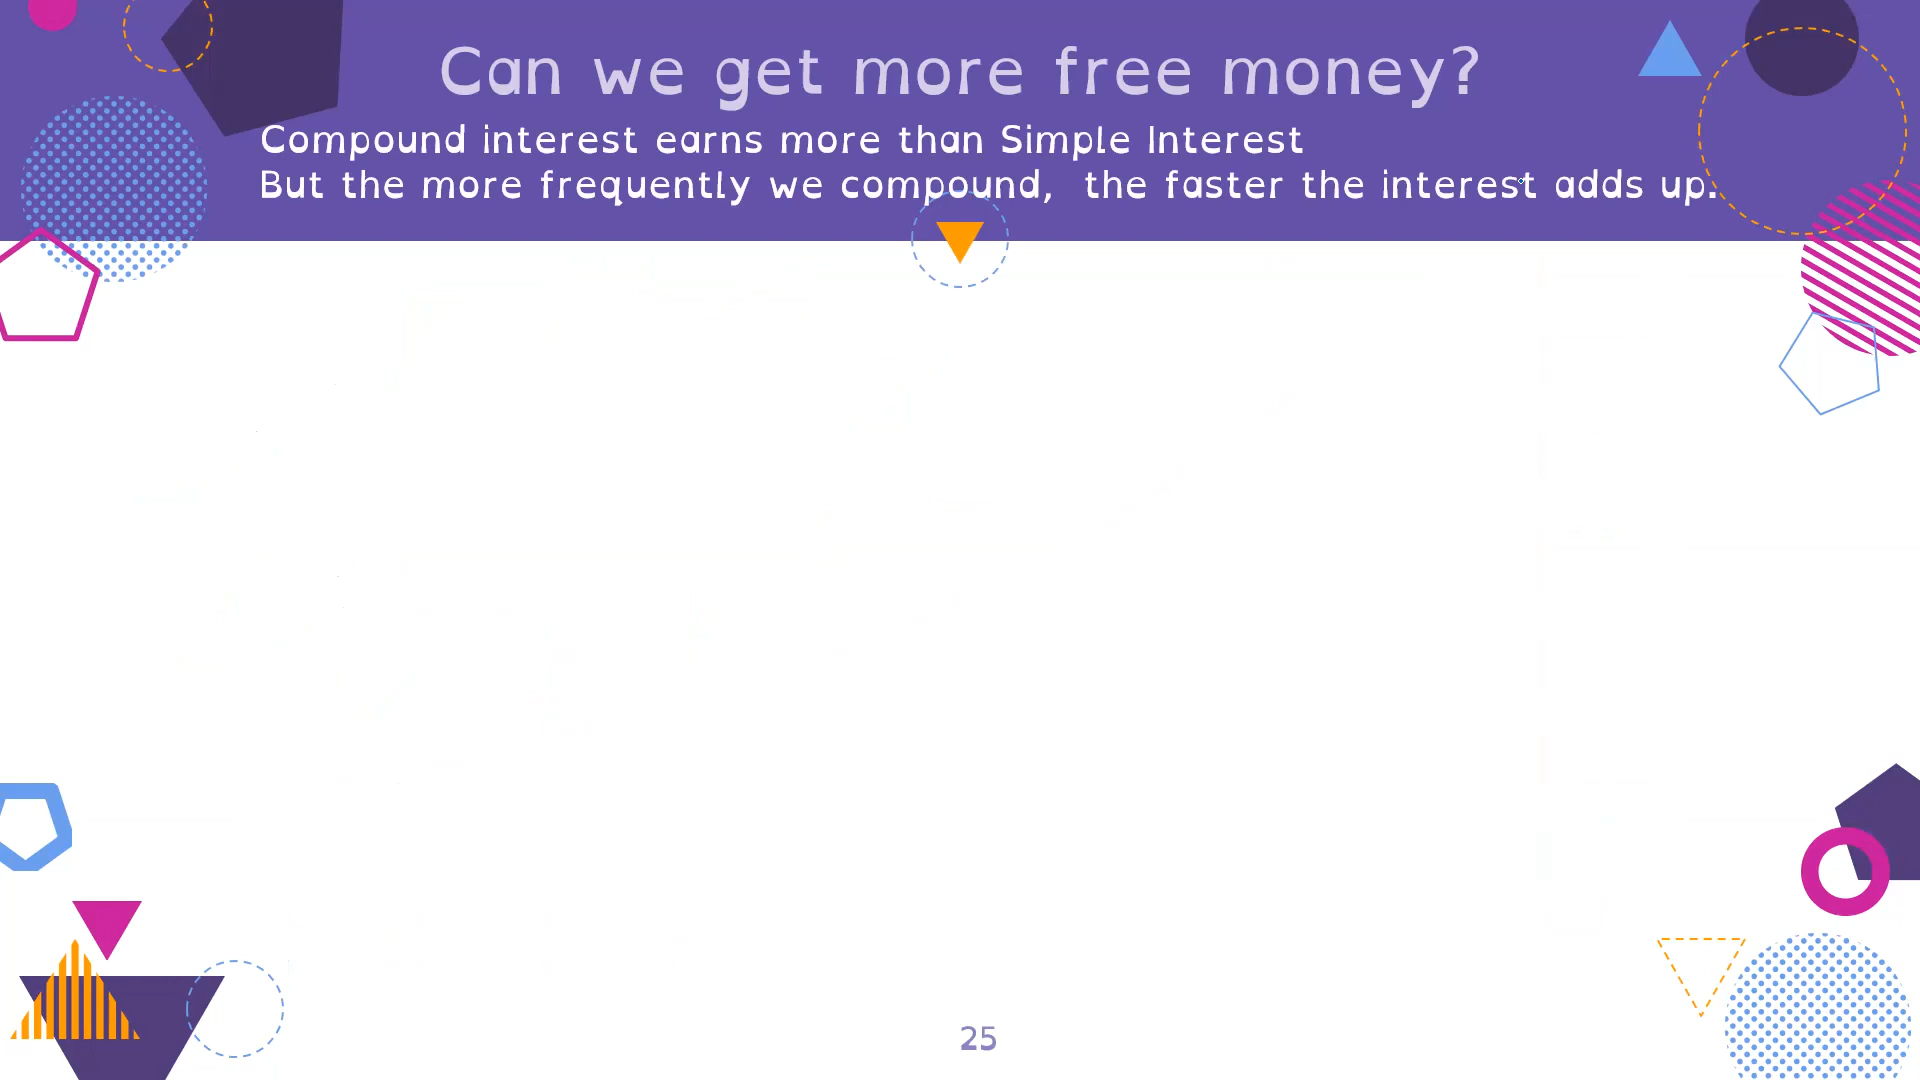 Can we get more free money?
Compound interest earns more than Simple Interest
But the more frequently we compound, the faster the interest adds up.
25